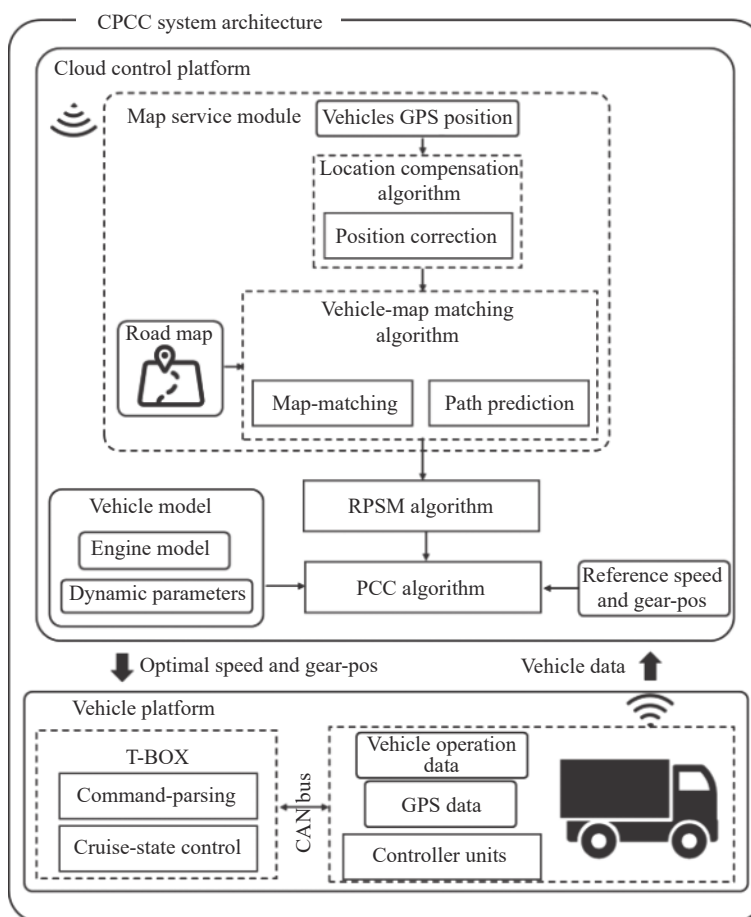 CPCC system architecture
Cloud control platform
Map service module
Vehicles GPS position
Location compensation
algorithm
Position correction
Vehicle-map matching
algorithm
Road map
Map-matching
Path prediction
Vehicle model
RPSM algorithm
Engine model
Dynamic parameters
PCC algorithm
Reference speed
and gear-pos
Optimal speed and gear-pos
Vehicle data
Vehicle platform
T-BOX
Command-parsing
Cruise-state control
CAN bus
Vehicle operation
data
GPS data
Controller units